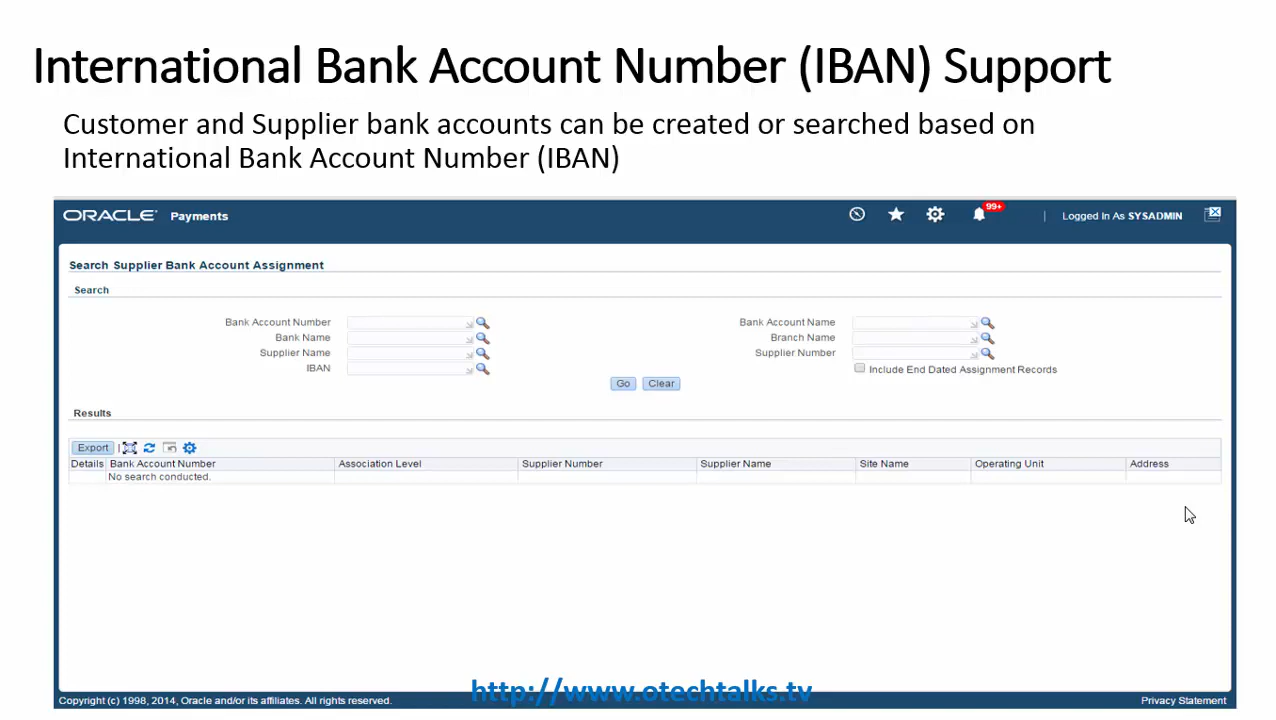 International Bank Account Number (IBAN) Support
Customer and Supplier bank accounts can be created or searched based on
International Bank Account Number (IBAN)
ORACLE Payments
99+
Logged In As SYSADMIN
Search Supplier Bank Account Assignment
Search
Bank Account Number
Bank Account Name
Bank Name
Branch Name
Supplier Name
Supplier Number
IBAN
Include End Dated Assignment Records
Go Clear
Results
Export
Details Bank Account Number Association Level Supplier Number Supplier Name Site Name Operating Unit Address
No search conducted.
http://www.otechtalks.tv
Copyright (c) 1998, 2014, Oracle and/or its affiliates. All rights reserved.
Privacy Statement